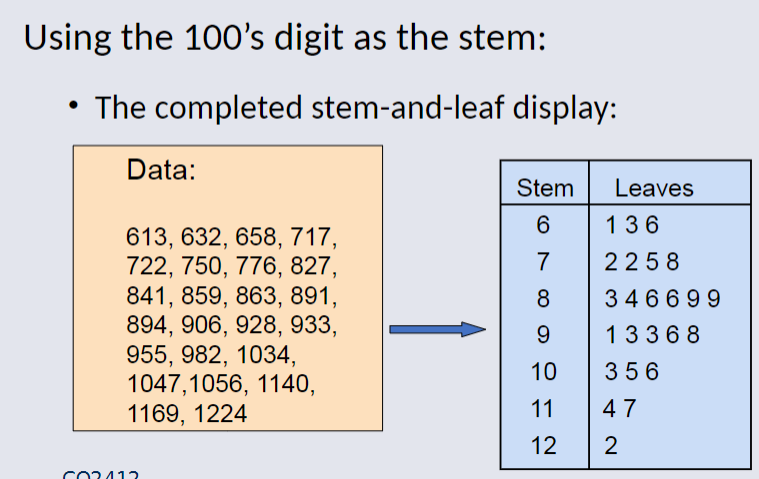 Using the 100’s digit as the stem:
• The completed stem-and-leaf display:
Data:
613, 632, 658, 717,
722, 750, 776, 827,
841, 859, 863, 891,
894, 906, 928, 933,
955, 982, 1034,
1047,1056, 1140,
1169, 1224
Stem Leaves
6 1 3 6
7 2 2 5 8
8 3 4 6 6 9 9
9 1 3 3 6 8
10 3 5 6
11 4 7
12 2
CO2412